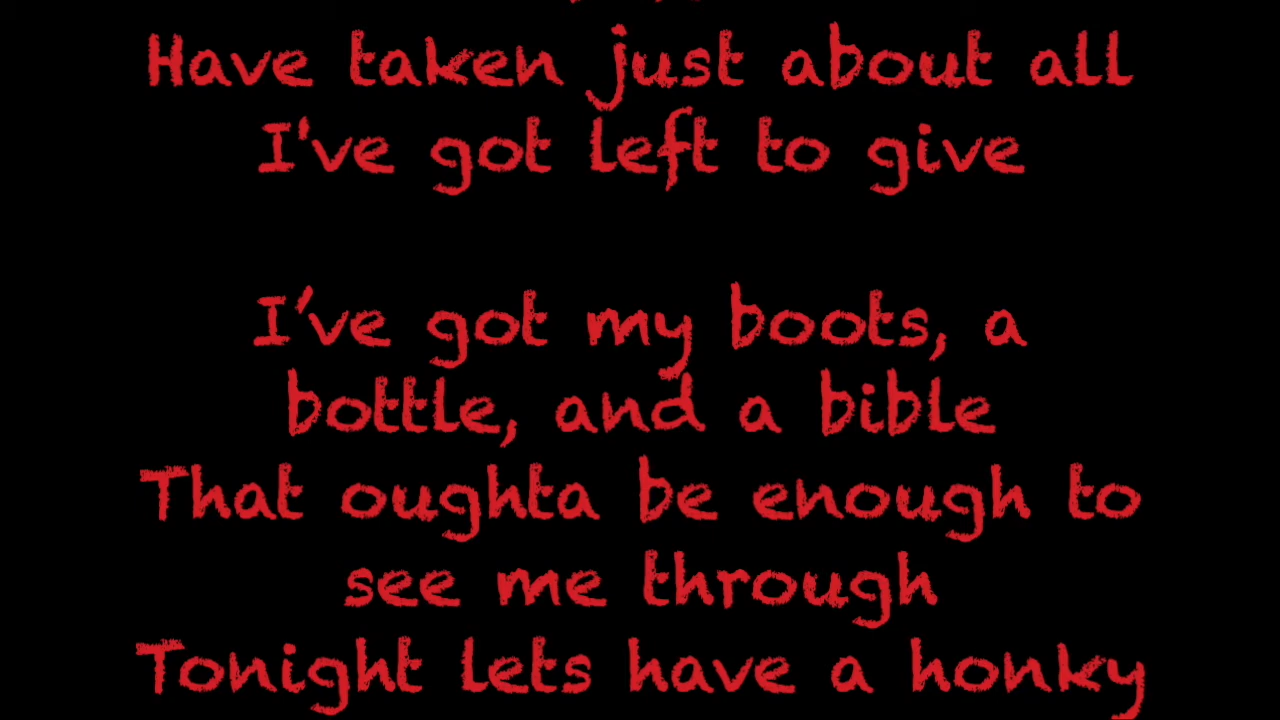 Have taken just about all
I've got left to give
I've got my boots, a
bottle, and a bible
That oughta be enough to
see me through
Tonight lets have a honky